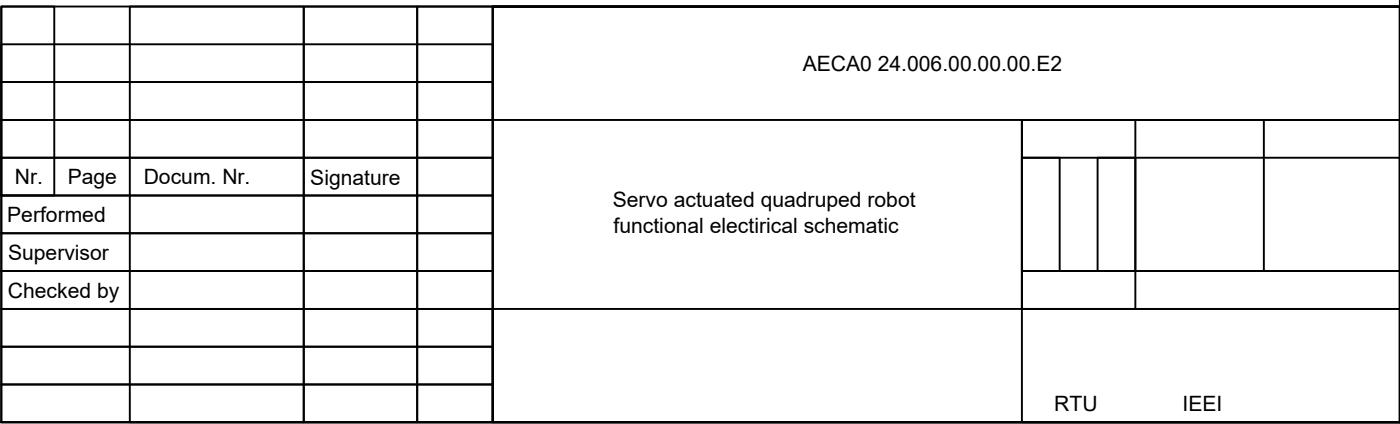 AECA0 24.006.00.00.00.E2
Nr. Page Docum. Nr. Signature
Performed
Supervisor
Checked by
Servo actuated quadruped robot
functional electirical schematic
RTU IEEI